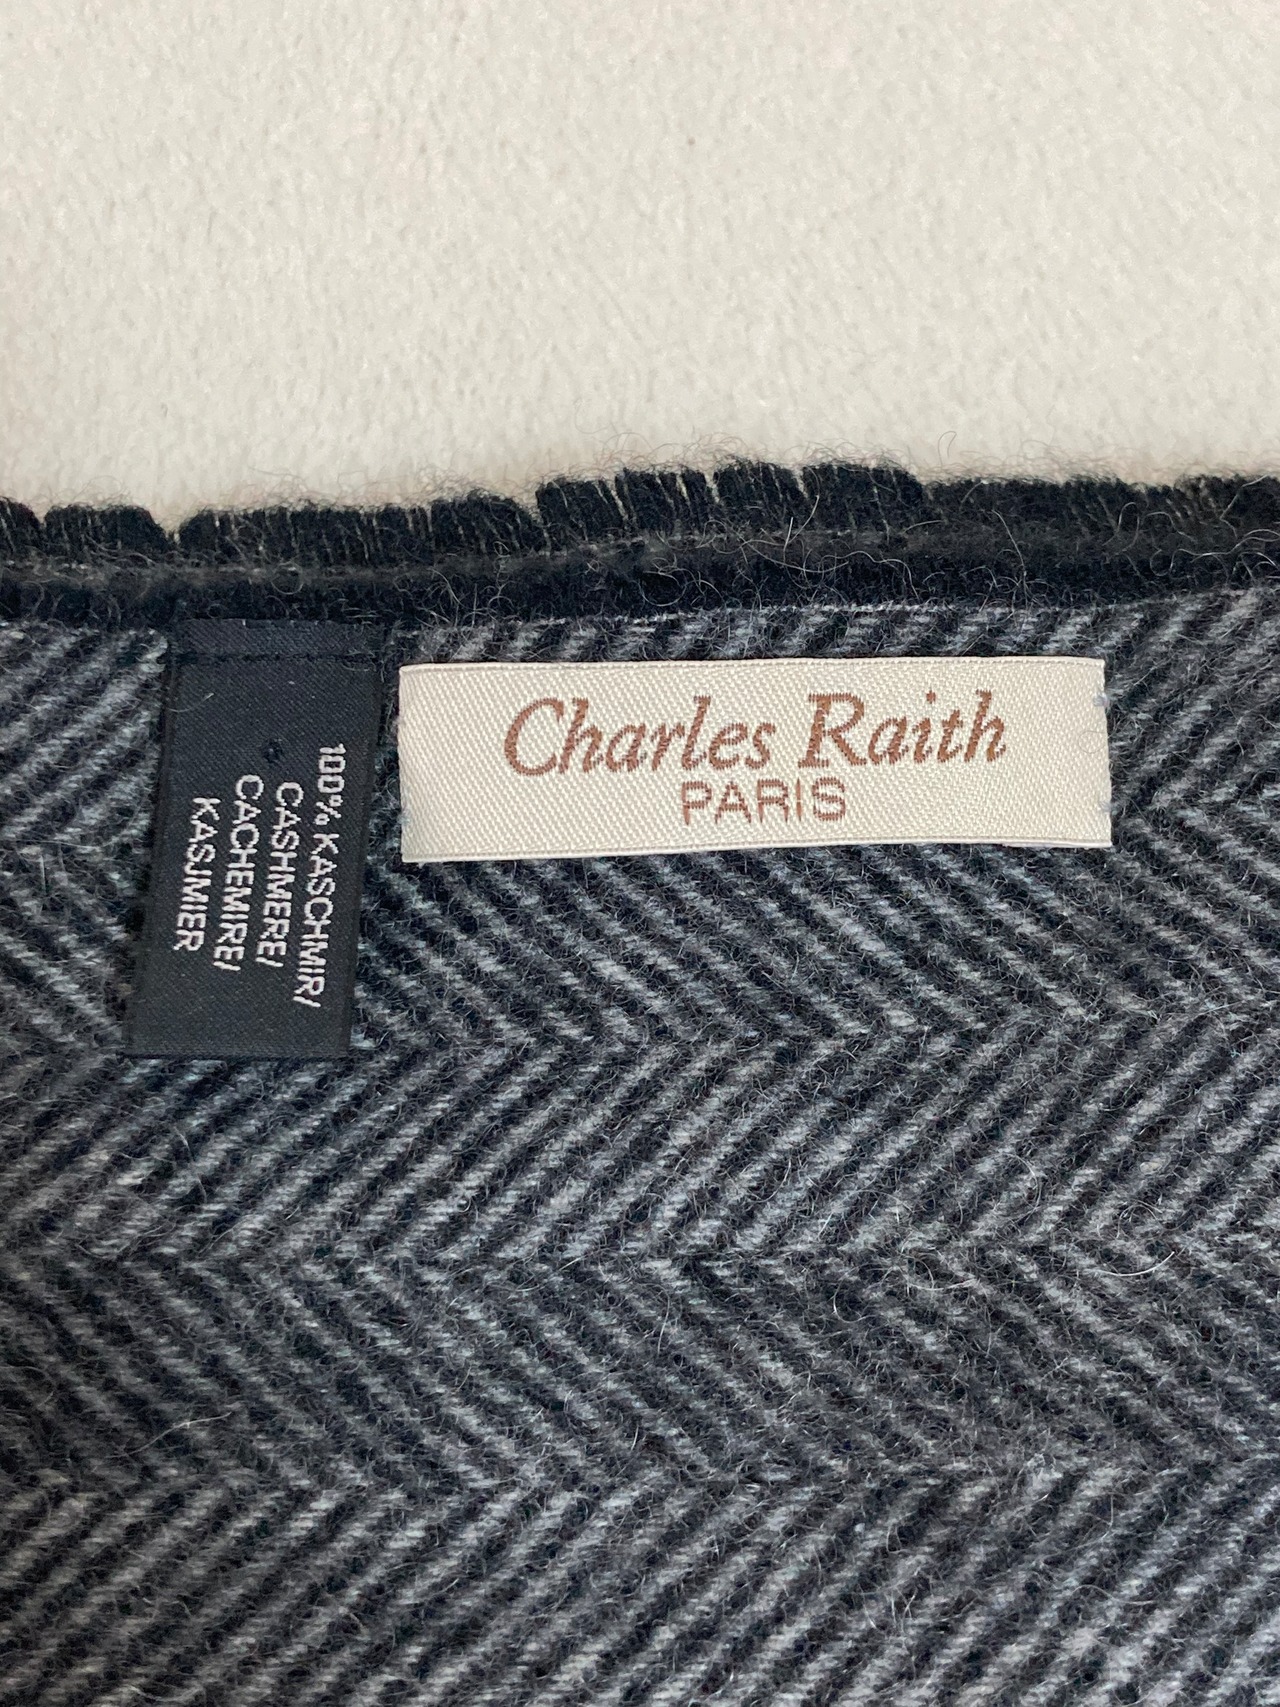 Charles Raith
PARIS
100% KASCHMIR/
CASHMERE/
CACHEMIRE/
KASJMIER